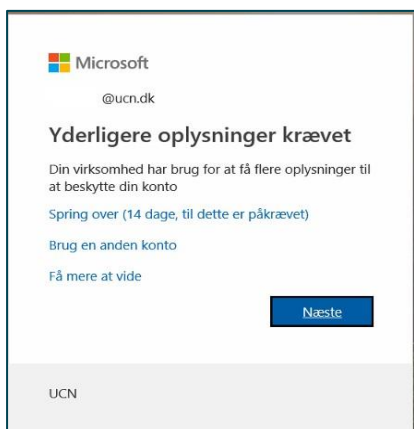 Microsoft
@ucn.dk
Yderligere oplysninger krævet
Din virksomhed har brug for at få flere oplysninger til
at beskytte din konto
Spring over (14 dage, til dette er påkrævet)
Brug en anden konto
Få mere at vide
Næste
UCN